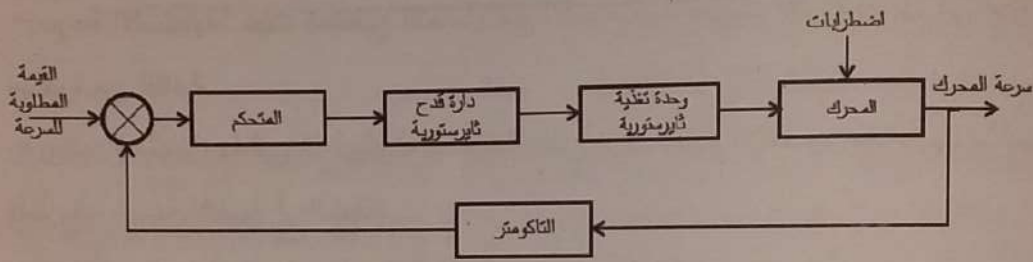 اضطرابات
القيمة
المطلوبة
للسرعة
المتحكم
دارة قدح
ثايرستورية
وحدة تغذية
ثايرستورية
المحرك
سرعة المحرك
التاكومتر